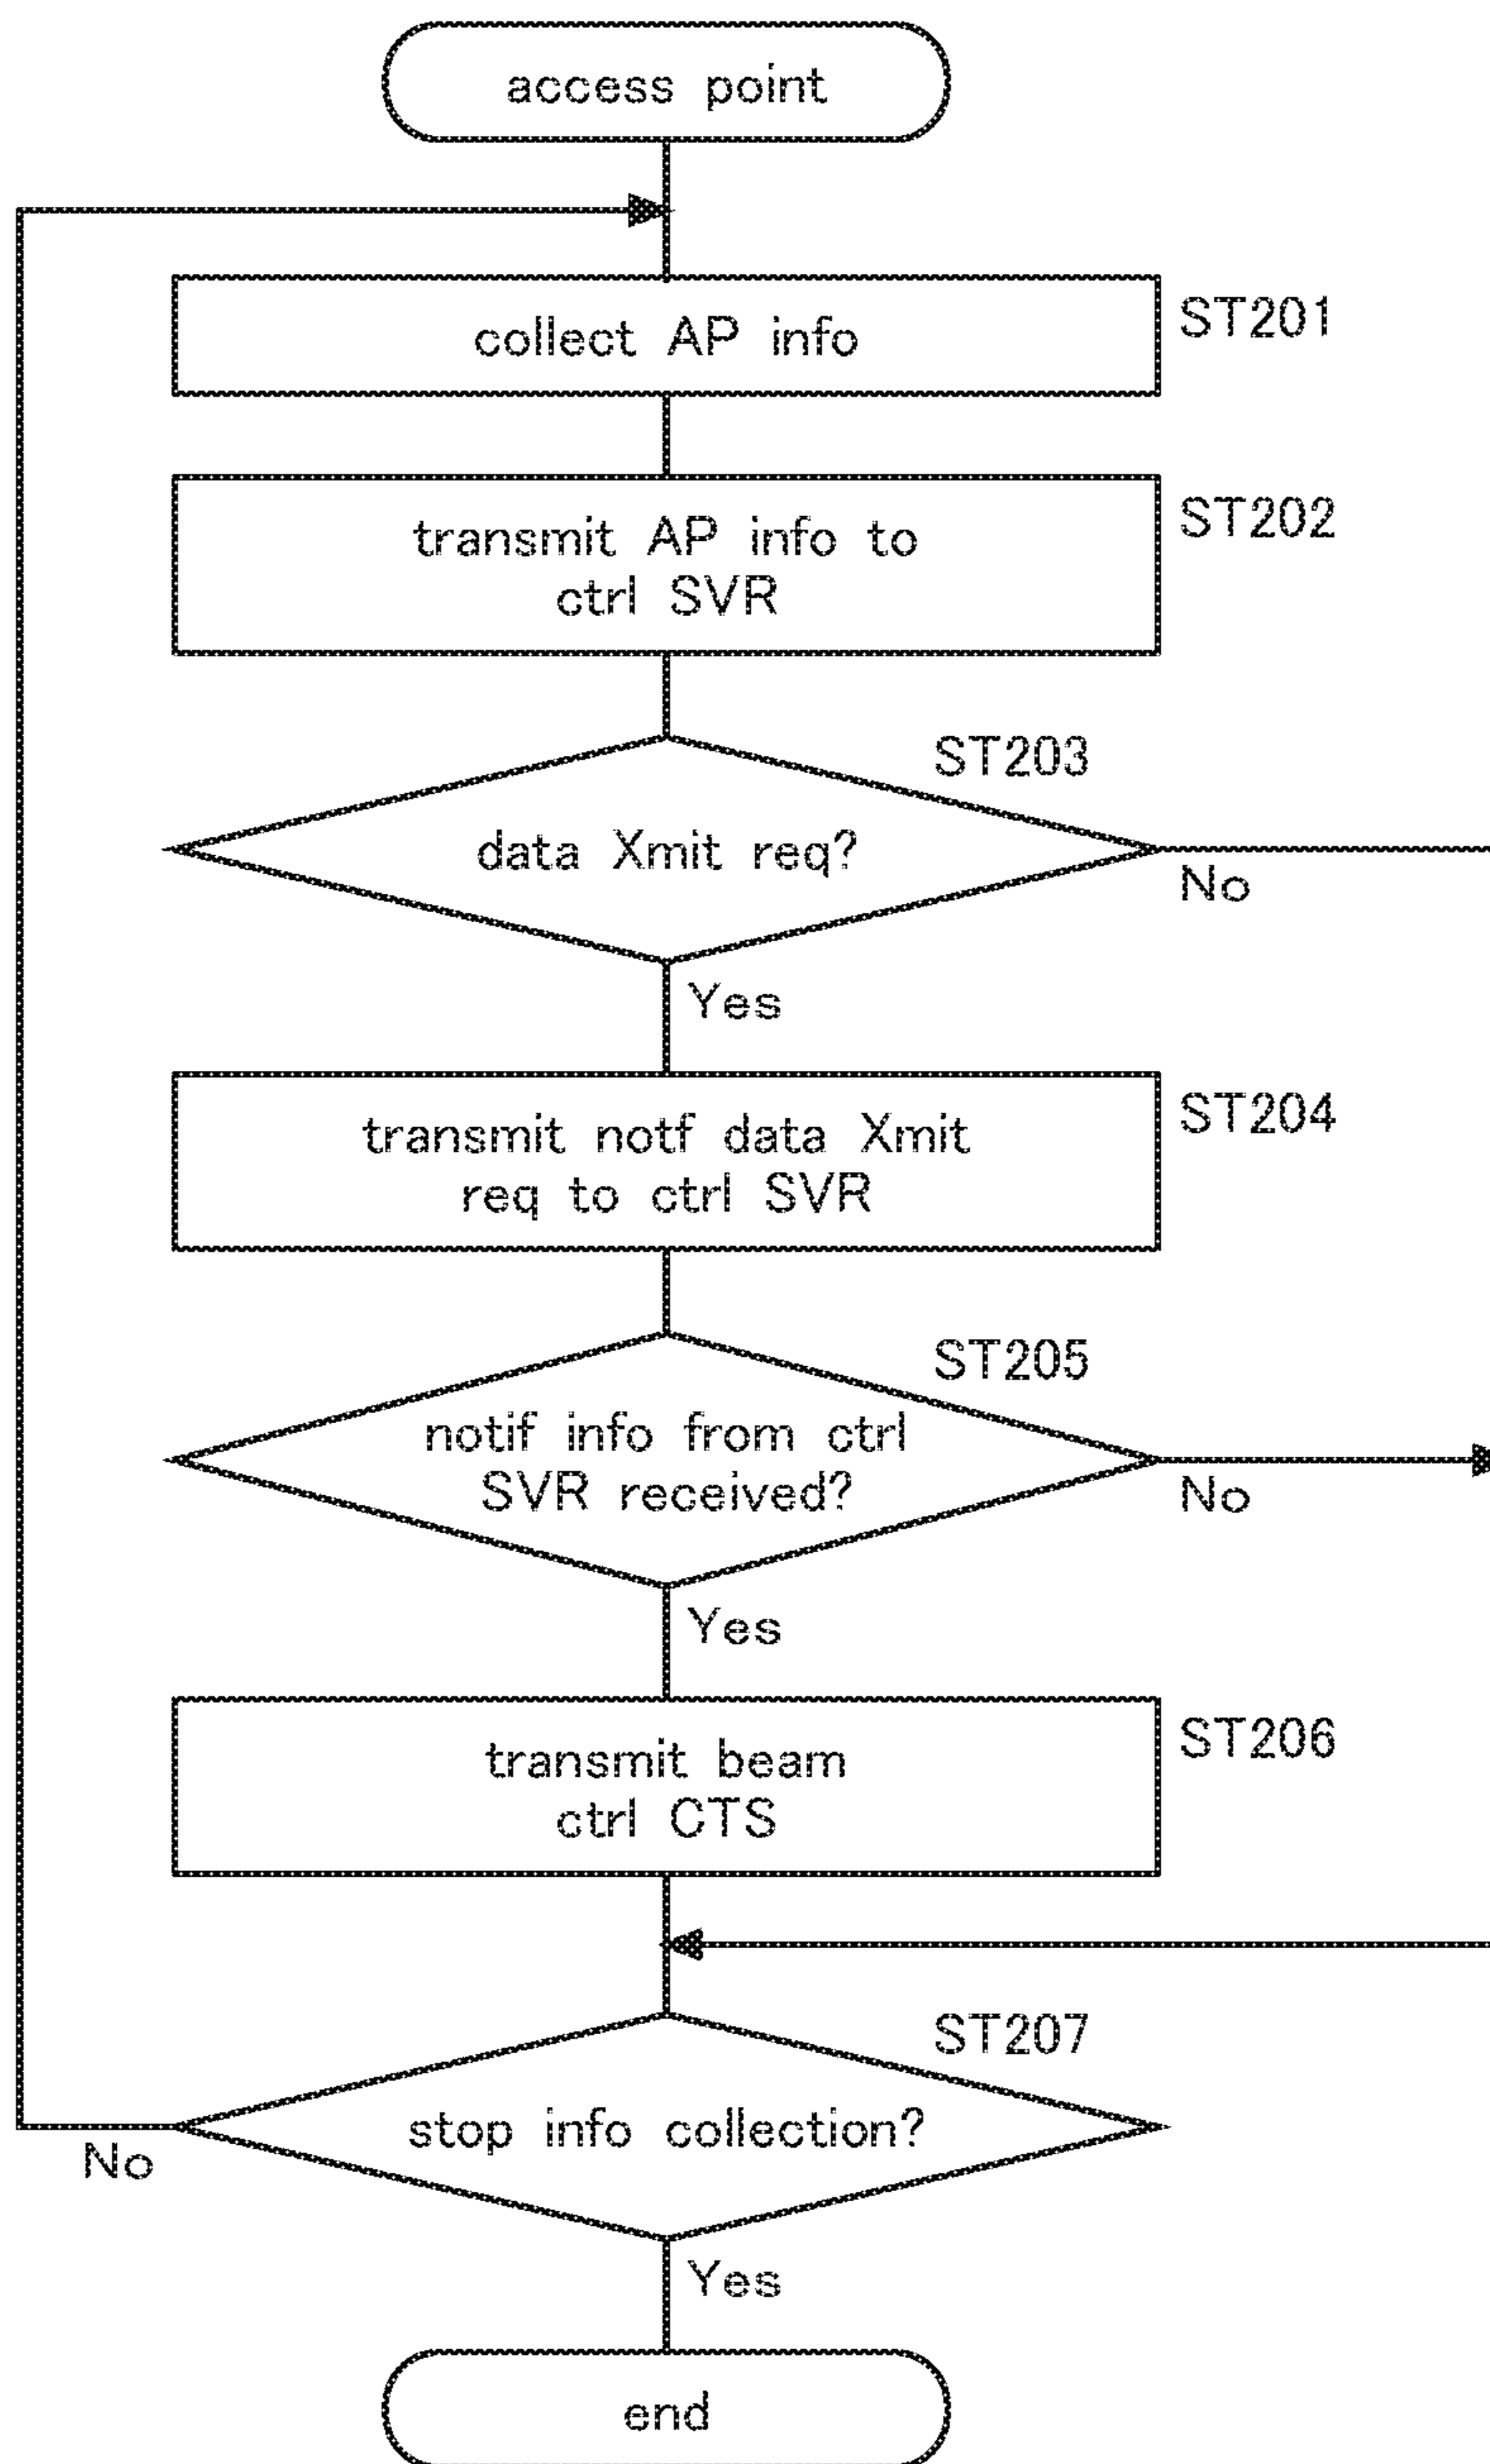 access point
collect AP info
ST201
transmit AP info to
ctrl SVR
ST202
ST203
data Xmit req?
No
Yes
transmit notf data Xmit
req to ctrl SVR
ST204
ST205
notif info from ctrl
SVR received?
No
Yes
transmit beam
ctrl CTS
ST206
ST207
stop info collection?
No
Yes
end